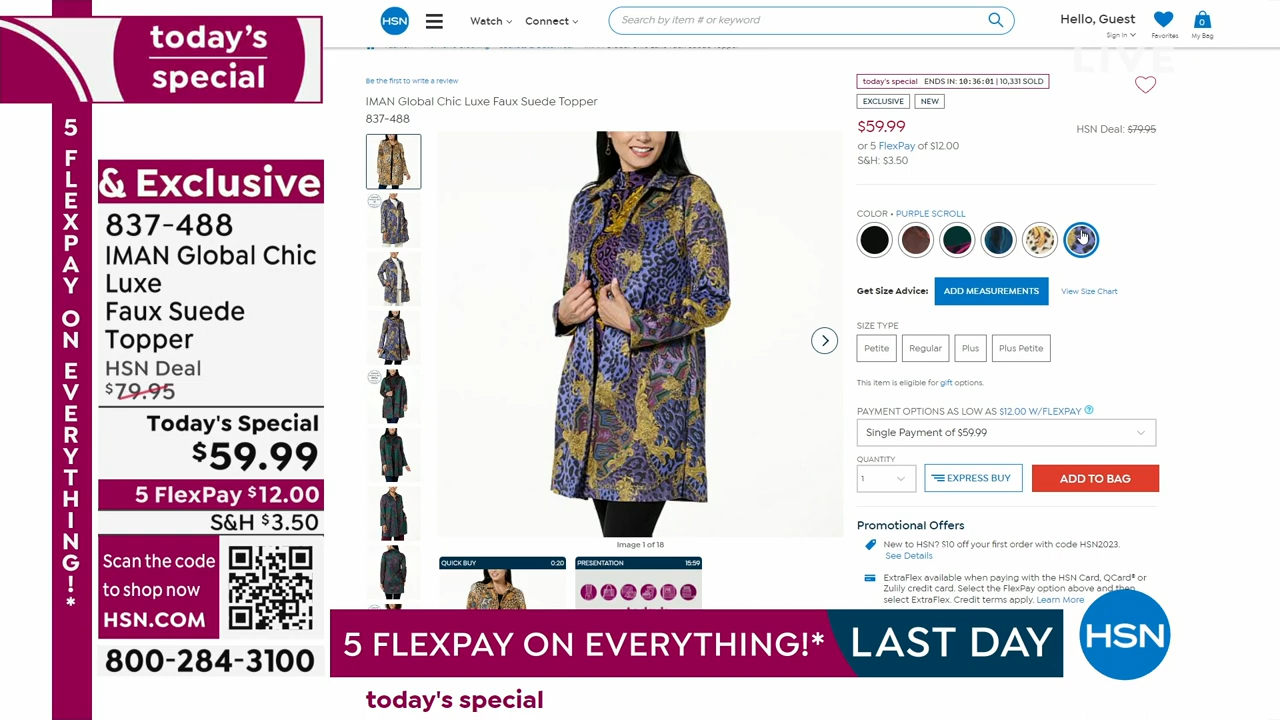 today's
special
5 FLEXPAY ON EVERYTHING!*
& Exclusive
837-488
IMAN Global Chic
Luxe
Faux Suede
Topper
HSN Deal
$79.95
Today's Special
$59.99
5 FlexPay $12.00
S&H $3.50
Scan the code
to shop now
HSN.COM
800-284-3100
HSN
Watch
Connect
Search by item # or keyword
Hello, Guest
Sign In
Favorites
0
My Bag
LIVE
Be the first to write a review
IMAN Global Chic Luxe Faux Suede Topper
837-488
today's special ENDS IN: 10:36:01 | 10,331 SOLD
EXCLUSIVE
NEW
$59.99
HSN Deal: $79.95
or 5 FlexPay of $12.00
S&H: $3.50
COLOR • PURPLE SCROLL
Get Size Advice:
ADD MEASUREMENTS
View Size Chart
SIZE TYPE
Petite
Regular
Plus
Plus Petite
This item is eligible for gift options.
PAYMENT OPTIONS AS LOW AS $12.00 W/FLEXPAY
Single Payment of $59.99
QUANTITY
1
EXPRESS BUY
ADD TO BAG
Promotional Offers
New to HSN? $10 off your first order with code HSN2023.
See Details
ExtraFlex available when paying with the HSN Card, QCard® or
Zulily credit card. Select the FlexPay option above and then
select ExtraFlex. Credit terms apply. Learn More
Image 1 of 18
QUICK BUY 0:20
PRESENTATION 15:59
5 FLEXPAY ON EVERYTHING!*
LAST DAY
HSN
today's special